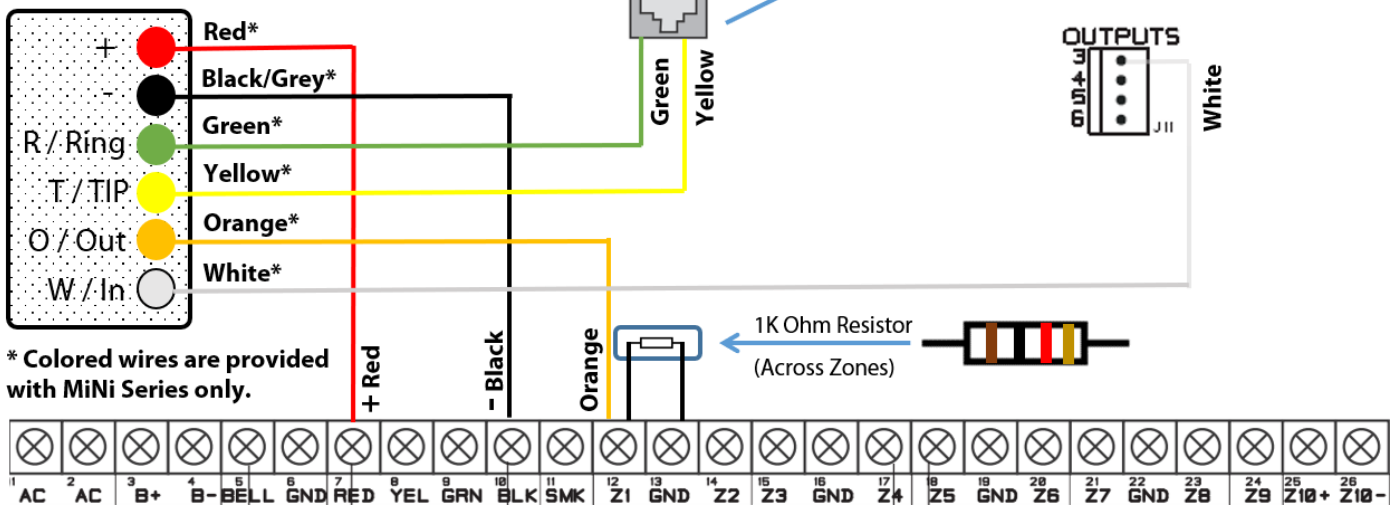 + Red*
- Black/Grey*
R / Ring Green*
T / TIP Yellow*
O / Out Orange*
W / In White*
Green
Yellow
OUTPUTS
3
4
5
6
J11
White
* Colored wires are provided
with MiNi Series only.
+ Red
- Black
Orange
1K Ohm Resistor
(Across Zones)
1 AC
2 AC
3 B+
4 B-
5 BELL
6 GND
7 RED
8 YEL
9 GRN
10 BLK
11 SMK
12 Z1
13 GND
14 Z2
15 Z3
16 GND
17 Z4
18 Z5
19 GND
20 Z6
21 Z7
22 GND
23 Z8
24 Z9
25 Z10+
26 Z10-